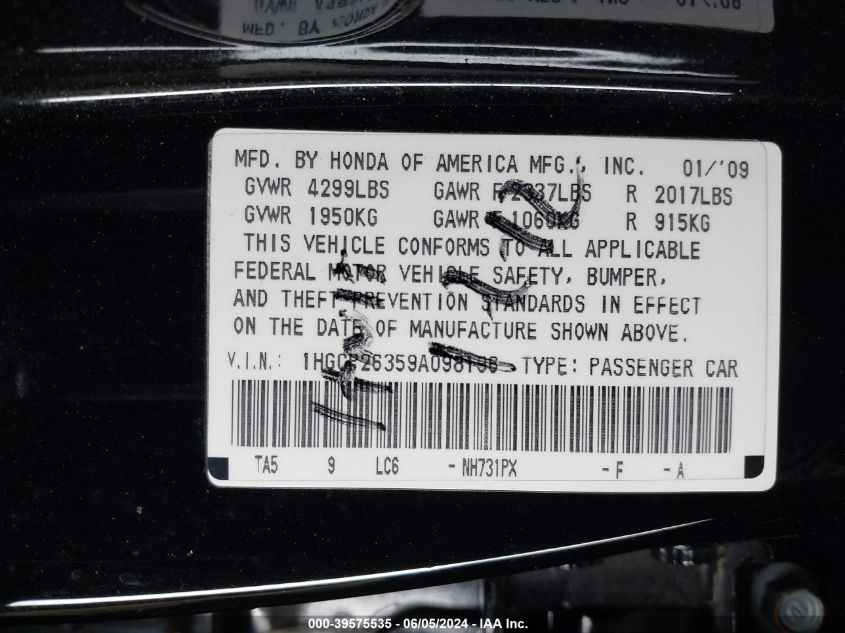 MFD. BY HONDA OF AMERICA MFG., INC. 01/'09
GVWR 4299LBS GAWR F LBS R 2017LBS
GVWR 1950KG GAWR R 915KG
THIS VEHICLE CONFORMS TO ALL APPLICABLE
FEDERAL MOTOR VEHICLE SAFETY, BUMPER,
AND THEFT PREVENTION STANDARDS IN EFFECT
ON THE DATE OF MANUFACTURE SHOWN ABOVE.
V.I.N.: TYPE: PASSENGER CAR
TA5 9 LC6 - NH731PX - F - A
000-39575535 - 06/05/2024 - IAA Inc.